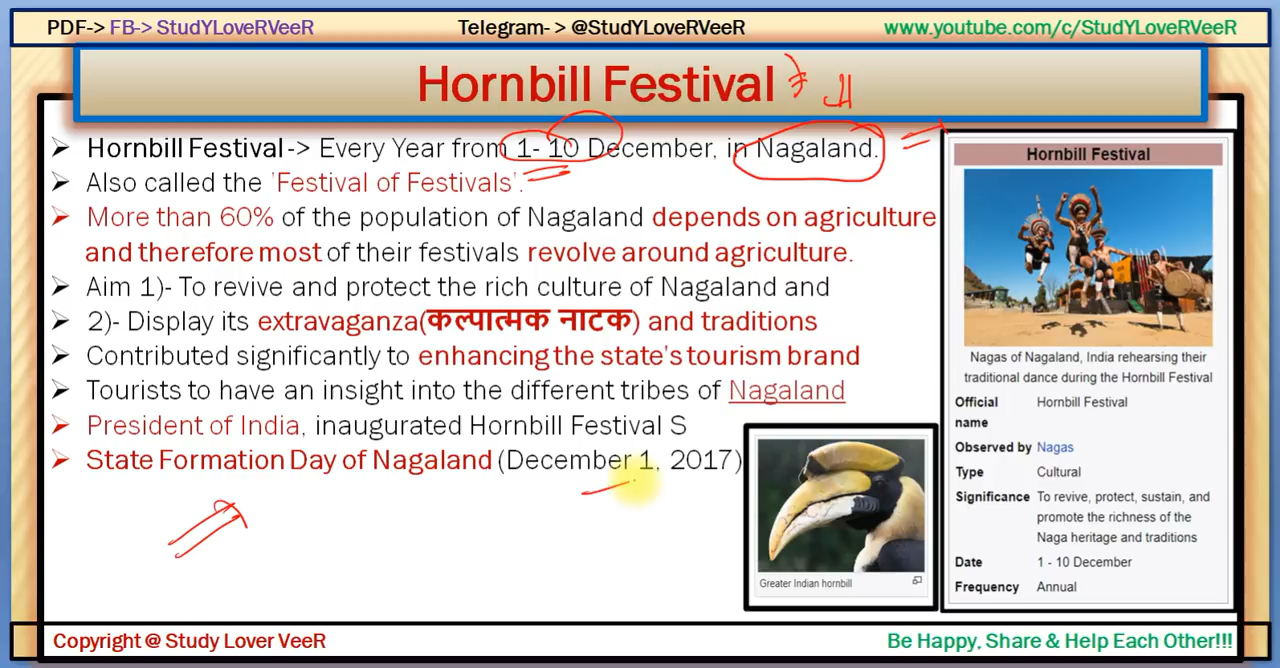 PDF-> FB-> StudYLoveRVeeR
Telegram- > @StudYLoveRVeeR
www.youtube.com/c/StudYLoveRVeeR
Hornbill Festival
Hornbill Festival -> Every Year from 1- 10 December, in Nagaland.
Also called the 'Festival of Festivals'.
More than 60% of the population of Nagaland depends on agriculture
and therefore most of their festivals revolve around agriculture.
Aim 1)- To revive and protect the rich culture of Nagaland and
2)- Display its extravaganza(कल्पात्मक नाटक) and traditions
Contributed significantly to enhancing the state's tourism brand
Tourists to have an insight into the different tribes of Nagaland
President of India, inaugurated Hornbill Festival S
State Formation Day of Nagaland (December 1, 2017)
Hornbill Festival
Nagas of Nagaland, India rehearsing their
traditional dance during the Hornbill Festival
Official name Hornbill Festival
Observed by Nagas
Type Cultural
Significance To revive, protect, sustain, and
promote the richness of the
Naga heritage and traditions
Date 1 - 10 December
Frequency Annual
Greater Indian hornbill
Copyright @ Study Lover VeeR
Be Happy, Share & Help Each Other!!!